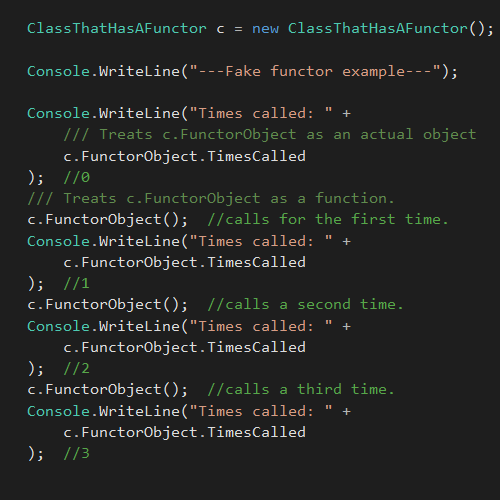 ClassThatHasAFunctor c = new ClassThatHasAFunctor();
Console.WriteLine("---Fake functor example---");
Console.WriteLine("Times called: " +
/// Treats c.FunctorObject as an actual object
c.FunctorObject.TimesCalled
);  //0
/// Treats c.FunctorObject as a function.
c.FunctorObject();  //calls for the first time.
Console.WriteLine("Times called: " +
c.FunctorObject.TimesCalled
);  //1
c.FunctorObject();  //calls a second time.
Console.WriteLine("Times called: " +
c.FunctorObject.TimesCalled
);  //2
c.FunctorObject();  //calls a third time.
Console.WriteLine("Times called: " +
c.FunctorObject.TimesCalled
);  //3